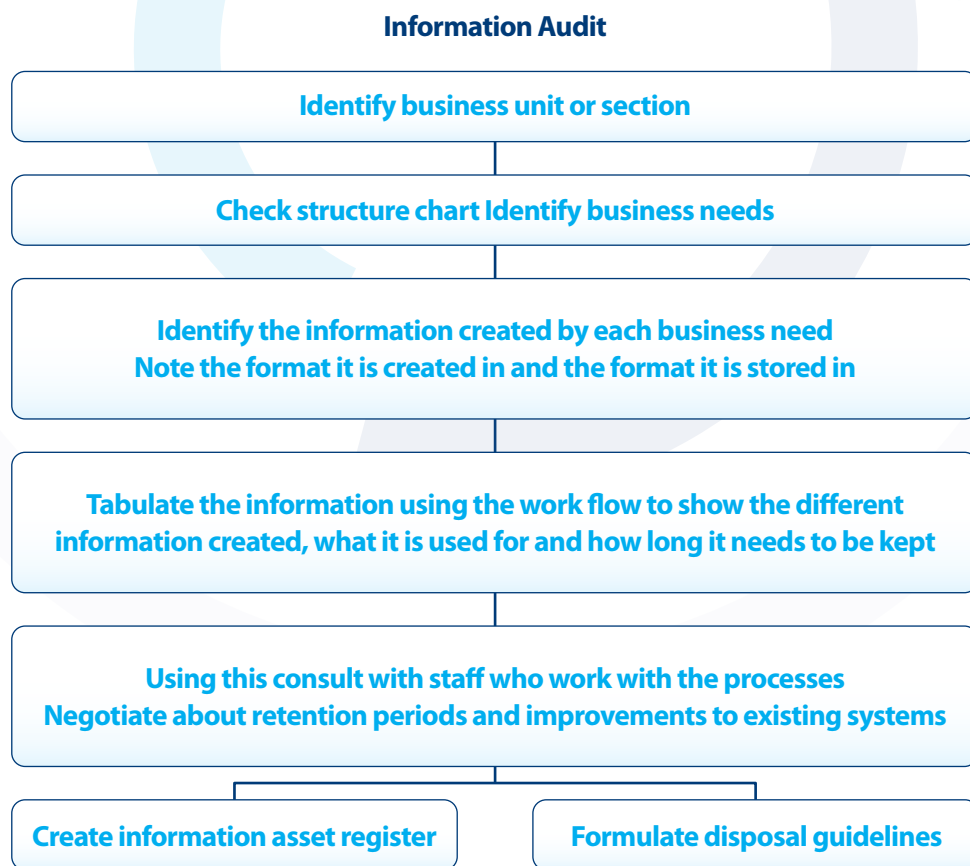 Information Audit
Identify business unit or section
Check structure chart Identify business needs
Identify the information created by each business need
Note the format it is created in and the format it is stored in
Tabulate the information using the work flow to show the different
information created, what it is used for and how long it needs to be kept
Using this consult with staff who work with the processes
Negotiate about retention periods and improvements to existing systems
Create information asset register
Formulate disposal guidelines